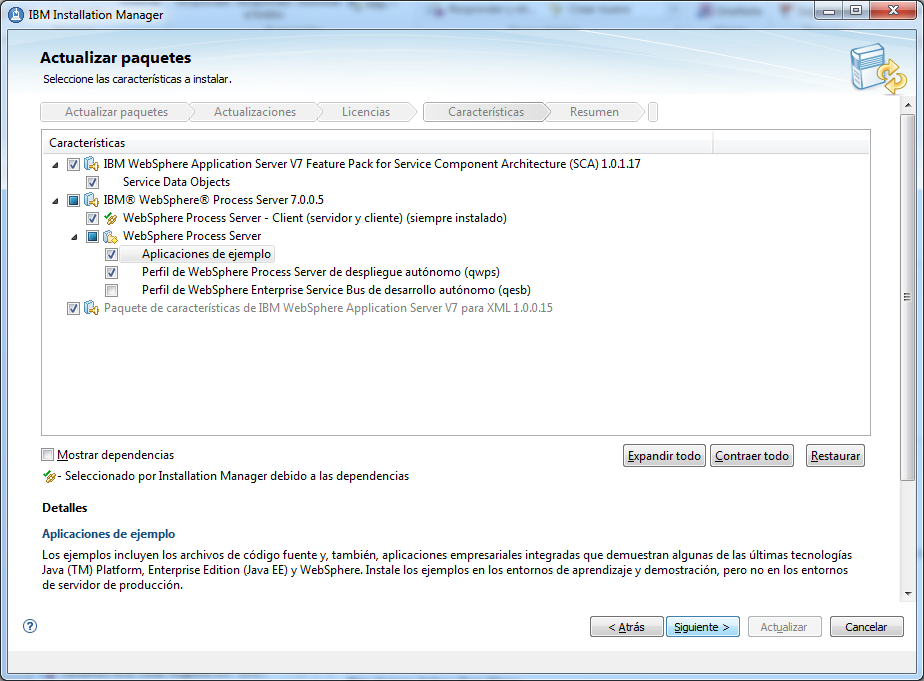 IBM Installation Manager
Actualizar paquetes
Seleccione las características a instalar.
Actualizar paquetes
Actualizaciones
Licencias
Características
Resumen
Características
IBM WebSphere Application Server V7 Feature Pack for Service Component Architecture (SCA) 1.0.1.17
Service Data Objects
IBM® WebSphere® Process Server 7.0.0.5
WebSphere Process Server - Client (servidor y cliente) (siempre instalado)
WebSphere Process Server
Aplicaciones de ejemplo
Perfil de WebSphere Process Server de despliegue autónomo (qwps)
Perfil de WebSphere Enterprise Service Bus de desarrollo autónomo (qesb)
Paquete de características de IBM WebSphere Application Server V7 para XML 1.0.0.15
Mostrar dependencias
Expandir todo
Contraer todo
Restaurar
- Seleccionado por Installation Manager debido a las dependencias
Detalles
Aplicaciones de ejemplo
Los ejemplos incluyen los archivos de código fuente y, también, aplicaciones empresariales integradas que demuestran algunas de las últimas tecnologías
Java (TM) Platform, Enterprise Edition (Java EE) y WebSphere. Instale los ejemplos en los entornos de aprendizaje y demostración, pero no en los entornos
de servidor de producción.
?
< Atrás
Siguiente >
Actualizar
Cancelar